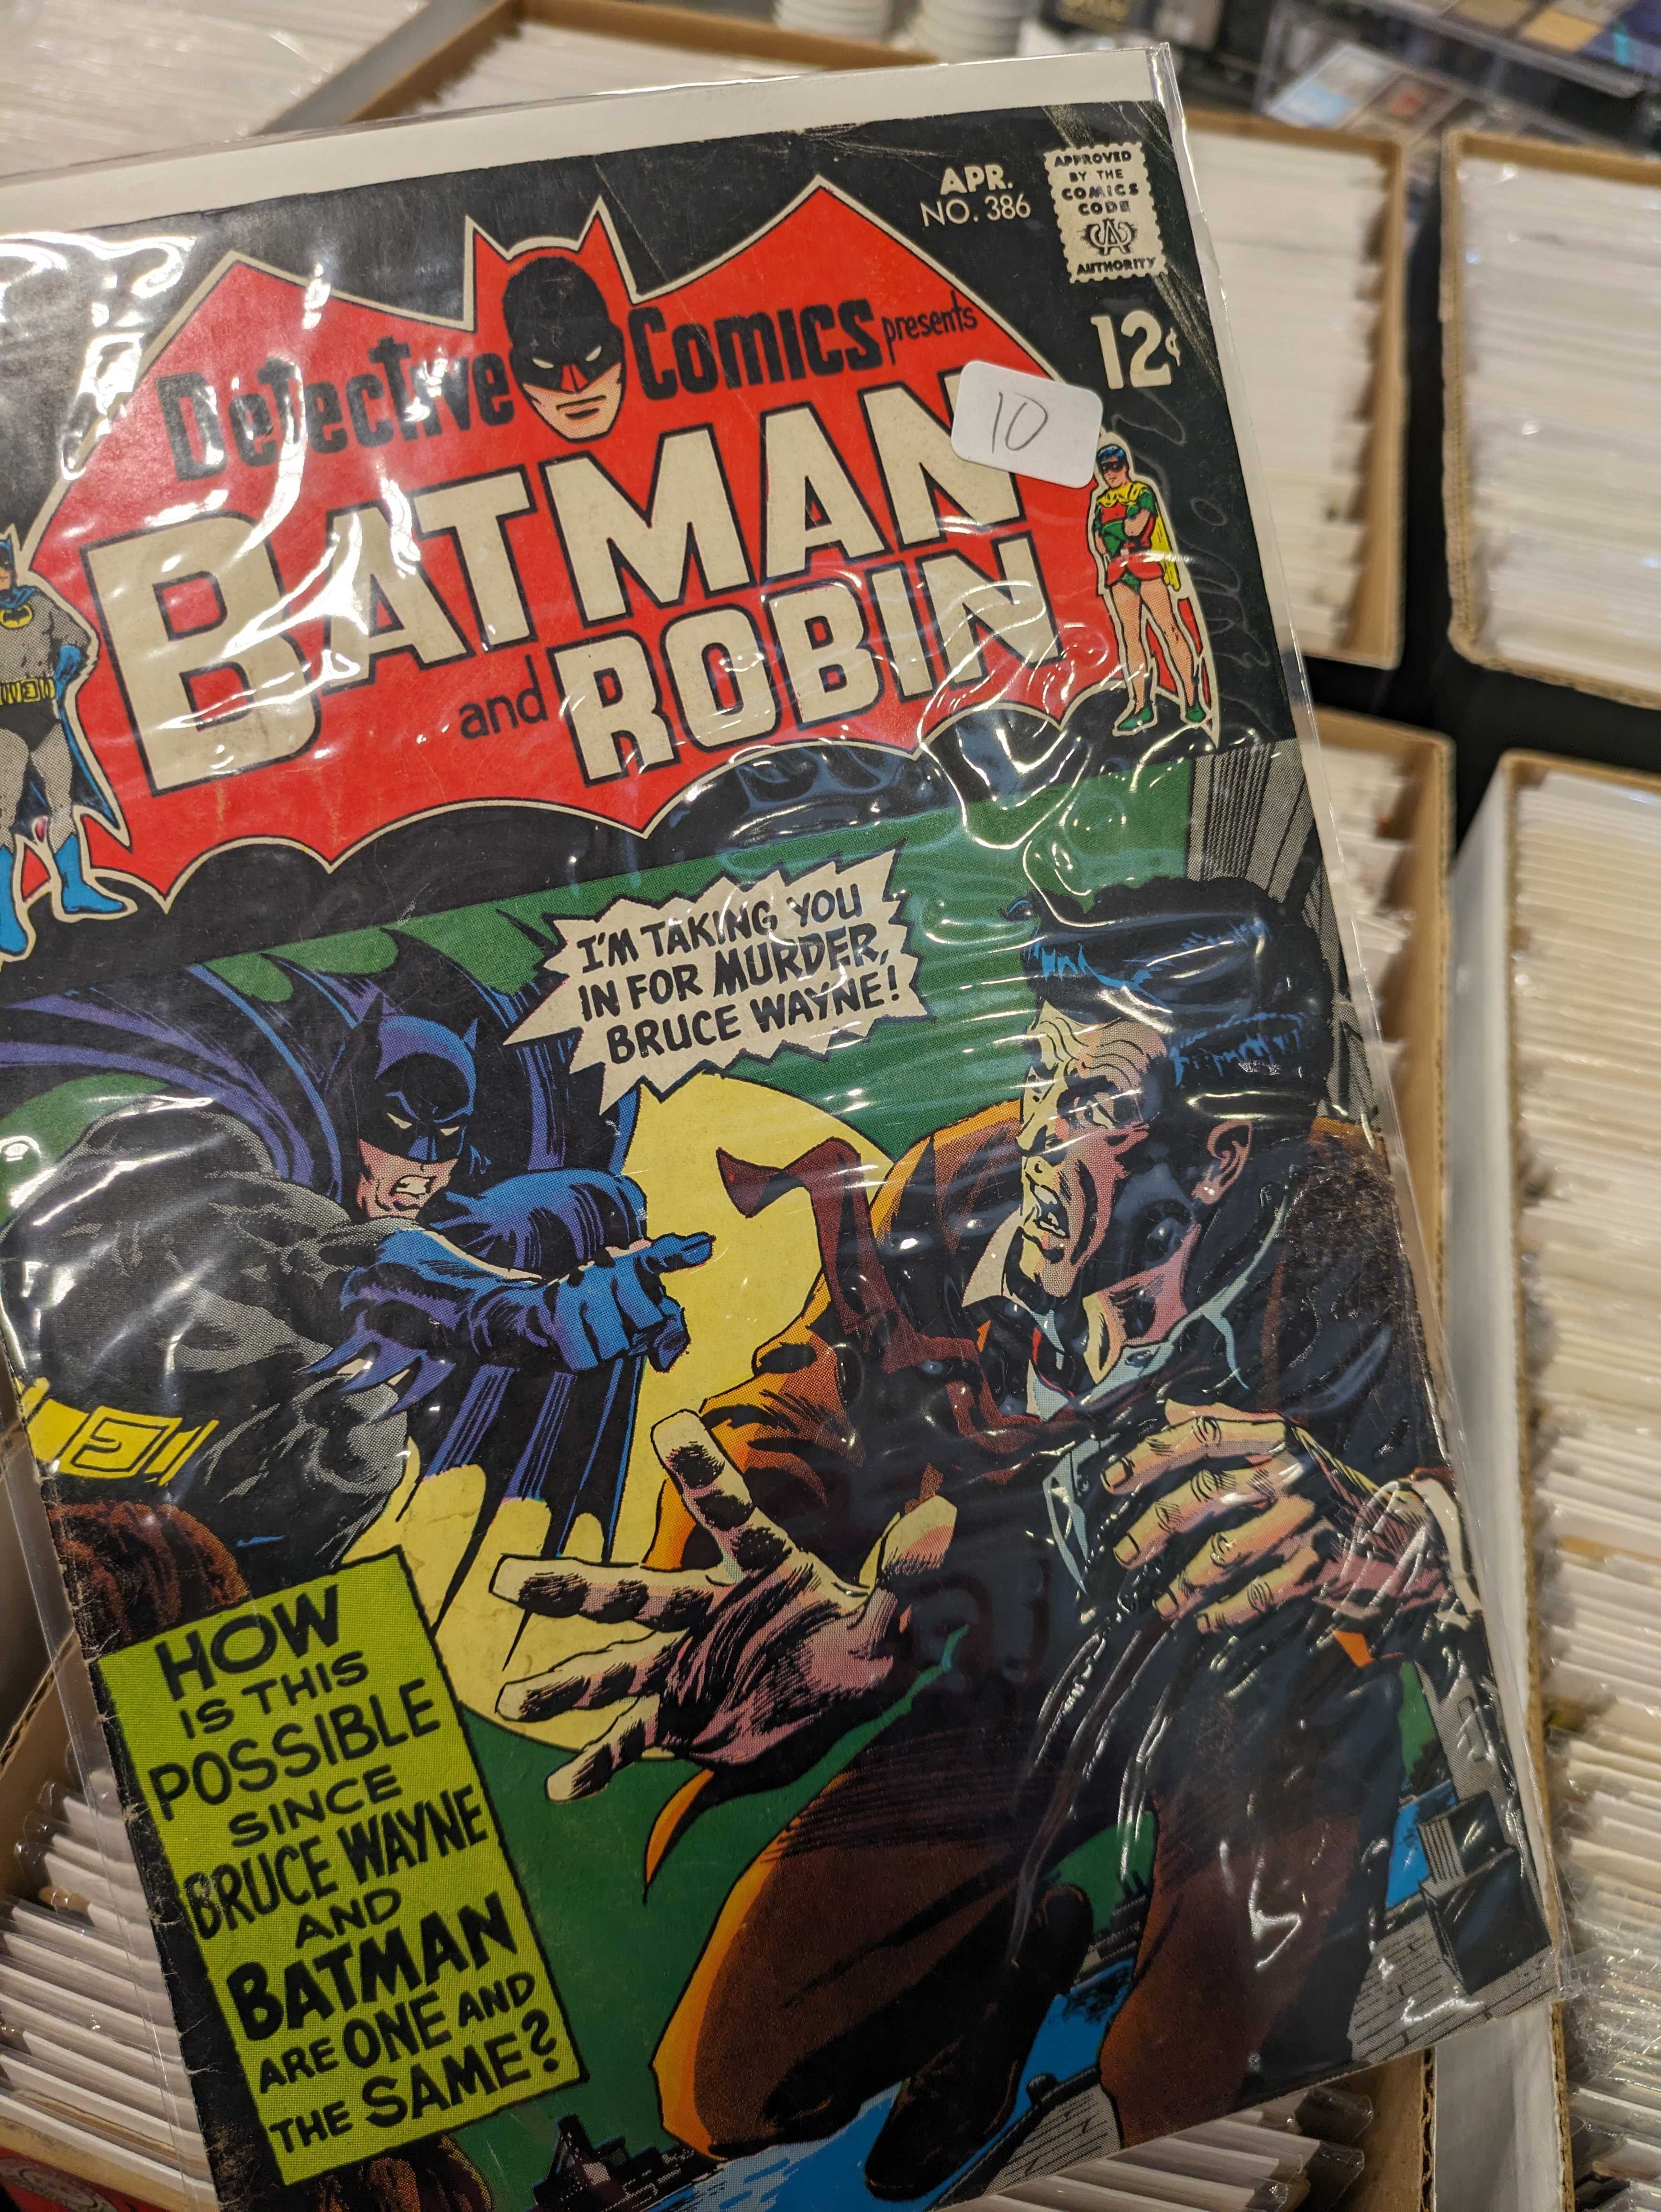 APR.
NO. 386
APPROVED
BY THE
COMICS
CODE
CA
AUTHORITY
12¢
Detective Comics presents
10
BATMAN
and ROBIN
I'M TAKING YOU
IN FOR MURDER,
BRUCE WAYNE!
HOW
IS THIS
POSSIBLE
SINCE
BRUCE WAYNE
AND
BATMAN
ARE ONE AND
THE SAME?